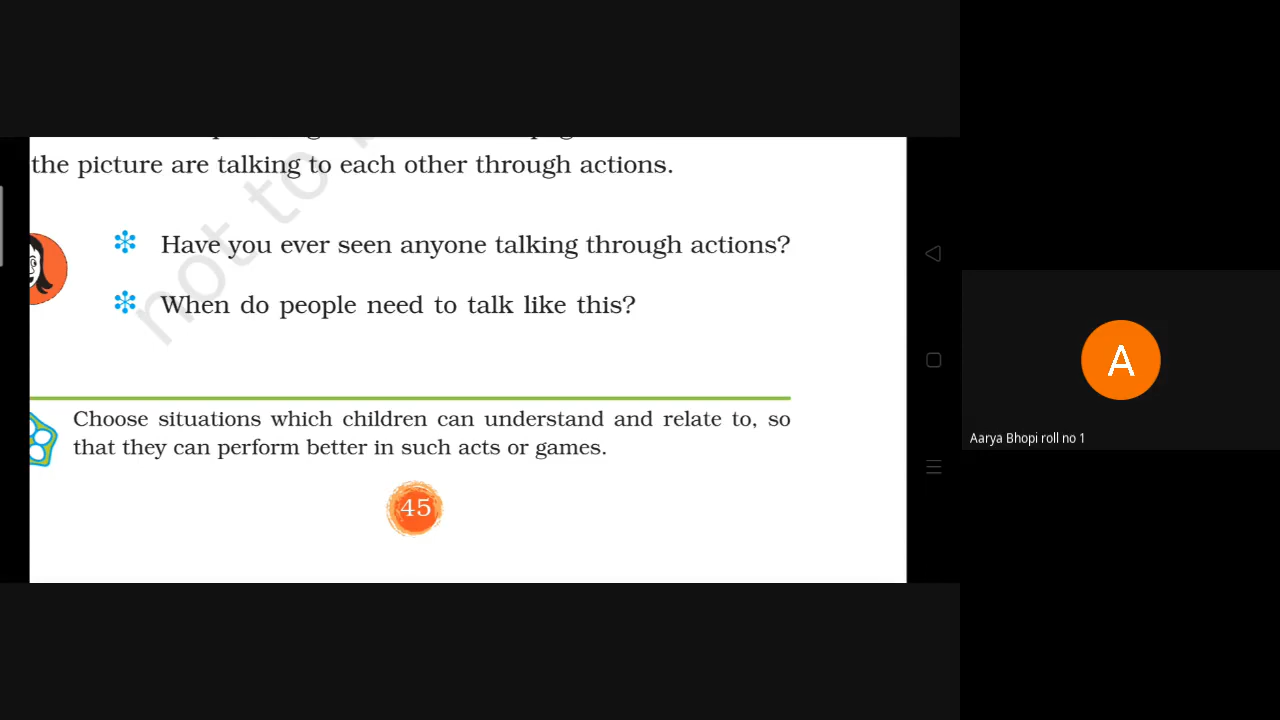 the picture are talking to each other through actions.
Have you ever seen anyone talking through actions?
When do people need to talk like this?
Choose situations which children can understand and relate to, so
that they can perform better in such acts or games.
45
not to
A
Aarya Bhopi roll no 1